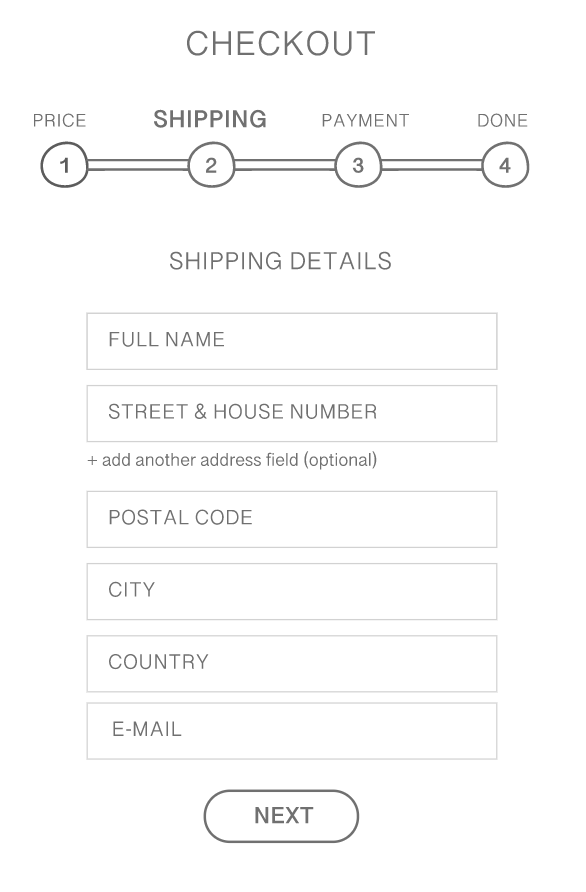 CHECKOUT
PRICE SHIPPING PAYMENT DONE
1 2 3 4
SHIPPING DETAILS
FULL NAME
STREET & HOUSE NUMBER
+ add another address field (optional)
POSTAL CODE
CITY
COUNTRY
E-MAIL
NEXT